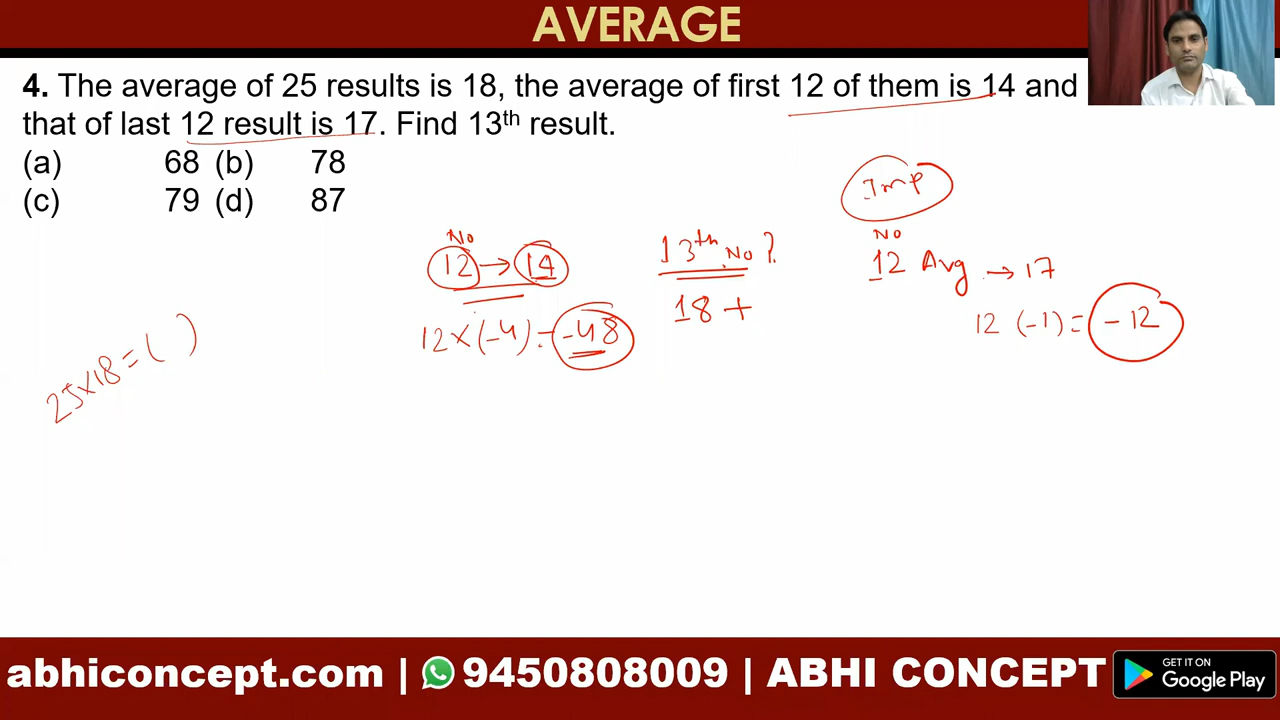 AVERAGE
4. The average of 25 results is 18, the average of first 12 of them is 14 and
that of last 12 result is 17. Find 13th result.
(a) 68 (b) 78
(c) 79 (d) 87
Imp
No
12 → 14
13th No ?
No
12 Avg → 17
12 × (-4) = -48
18 +
12 (-1) = -12
25×18 = ( )
abhiconcept.com | 9450808009 | ABHI CONCEPT
GET IT ON
Google Play